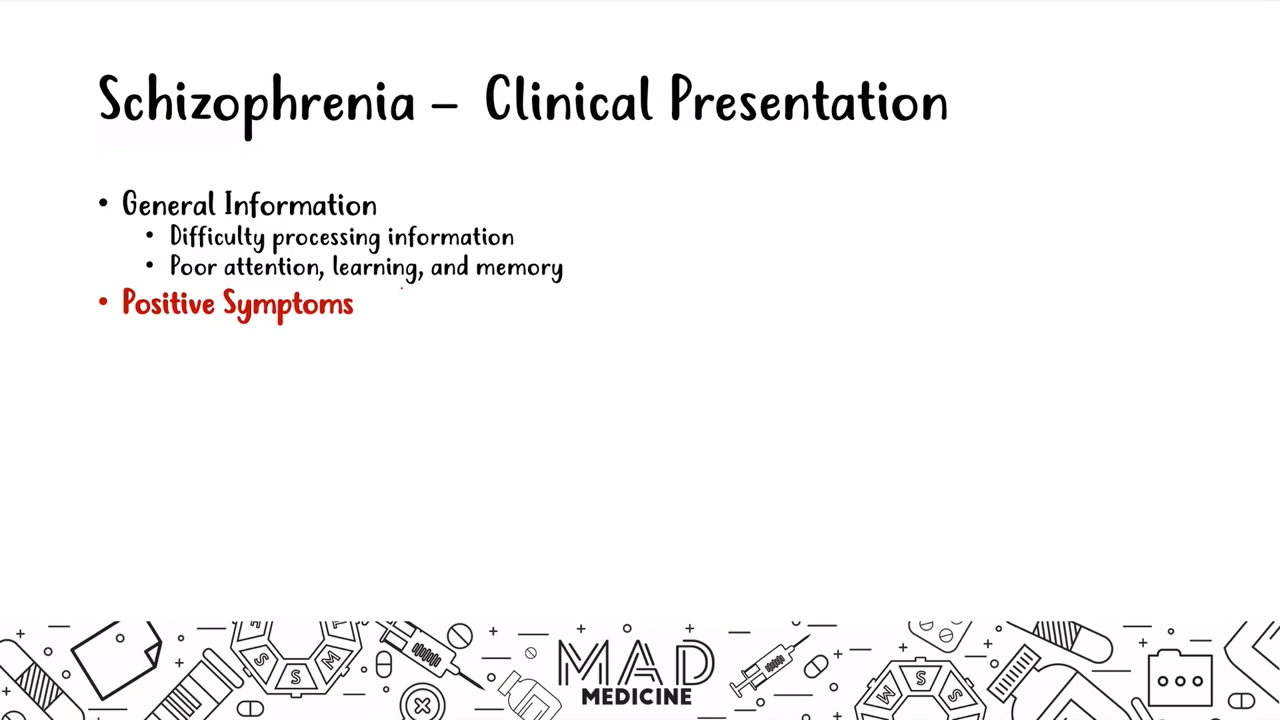 Schizophrenia – Clinical Presentation
• General Information
• Difficulty processing information
• Poor attention, learning, and memory
• Positive Symptoms
S S M
M S S
MAD
MEDICINE